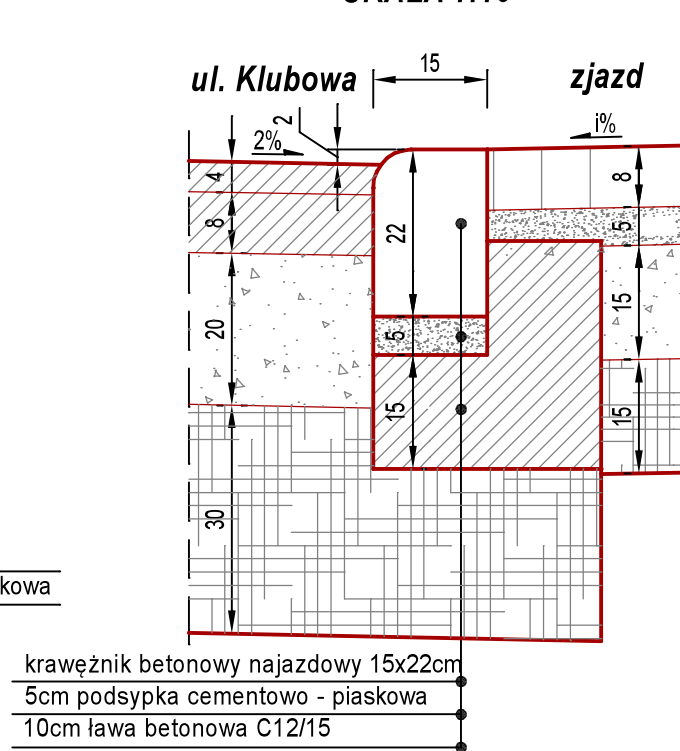 15
ul. Klubowa
zjazd
2
2%
i%
4
8
8
22
5
20
5
15
15
15
30
kowa
krawężnik betonowy najazdowy 15x22cm
5cm podsypka cementowo - piaskowa
10cm ława betonowa C12/15